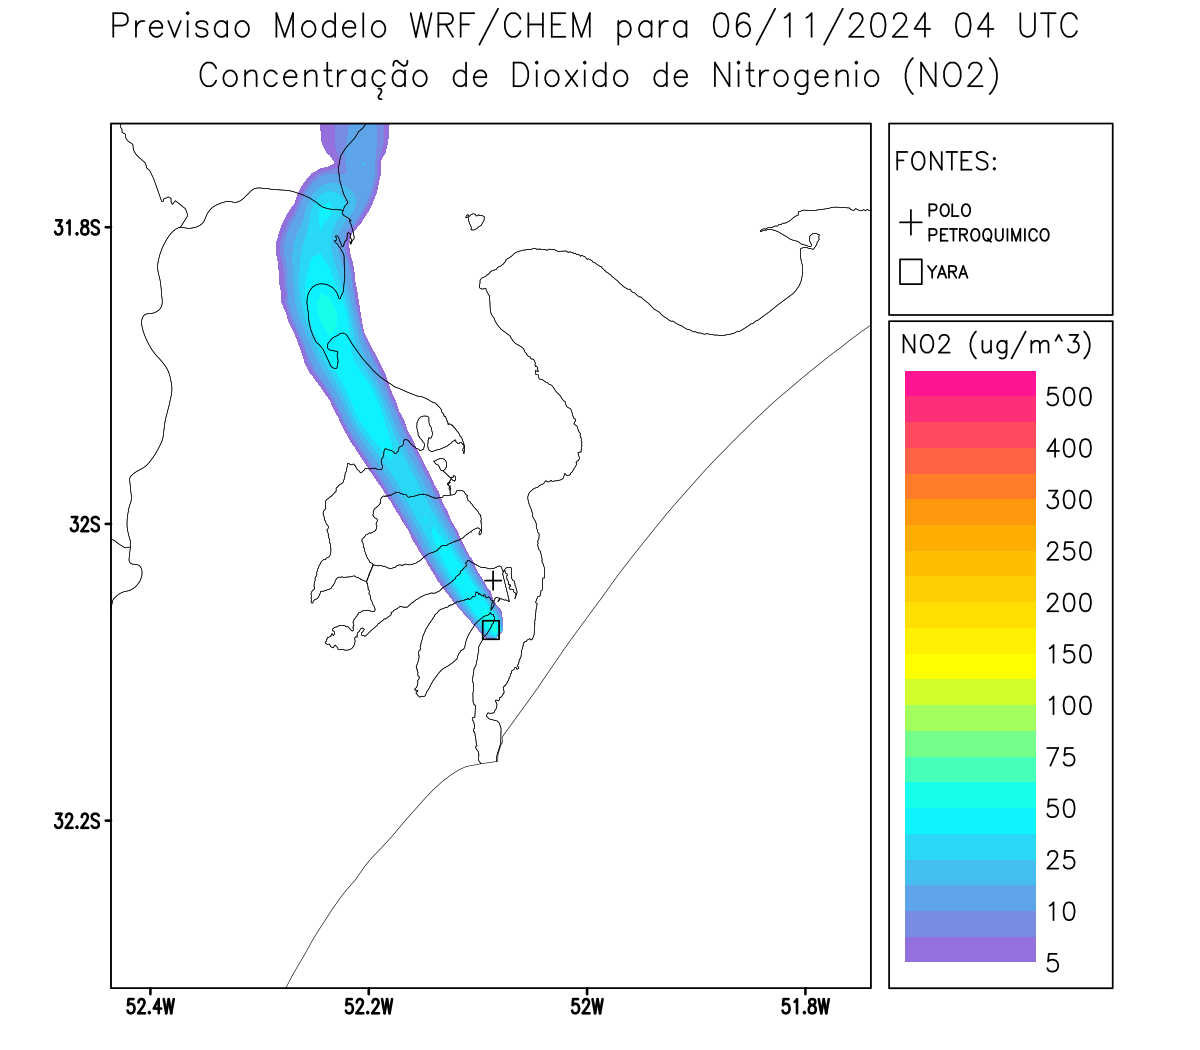 Previsao Modelo WRF/CHEM para 06/11/2024 04 UTC
Concentração de Dioxido de Nitrogenio (NO2)
FONTES:
POLO
PETROQUIMICO
YARA
NO2 (ug/m^3)
500
400
300
250
200
150
100
75
50
25
10
5
31.8S
32S
32.2S
52.4W
52.2W
52W
51.8W